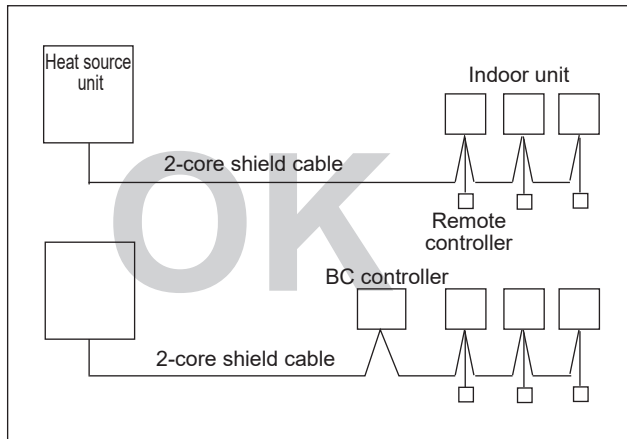 Heat source
unit
Indoor unit
2-core shield cable
OK
Remote
controller
BC controller
2-core shield cable